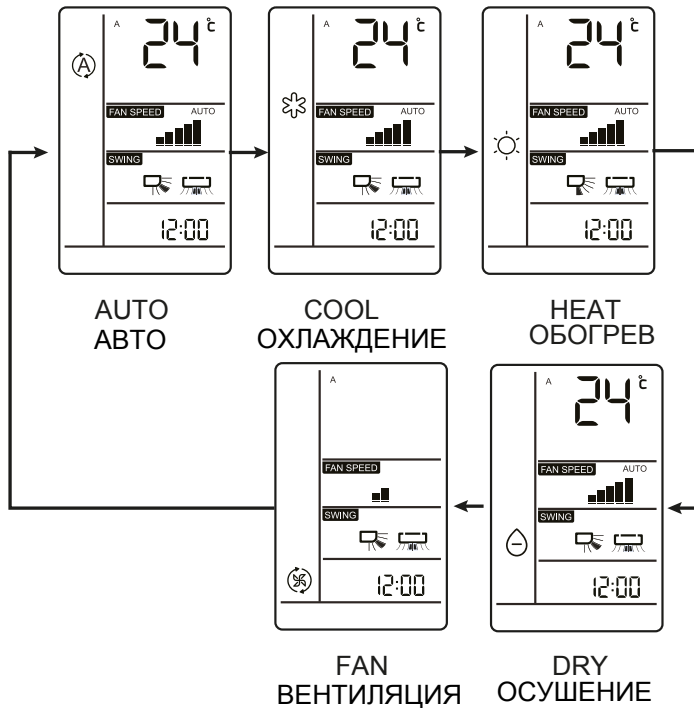 A 24 °C
FAN SPEED AUTO
SWING
12:00
AUTO
АВТО
A 24 °C
FAN SPEED AUTO
SWING
12:00
COOL
ОХЛАЖДЕНИЕ
A 24 °C
FAN SPEED AUTO
SWING
12:00
HEAT
ОБОГРЕВ
A
FAN SPEED
SWING
12:00
FAN
ВЕНТИЛЯЦИЯ
A 24 °C
FAN SPEED AUTO
SWING
12:00
DRY
ОСУШЕНИЕ